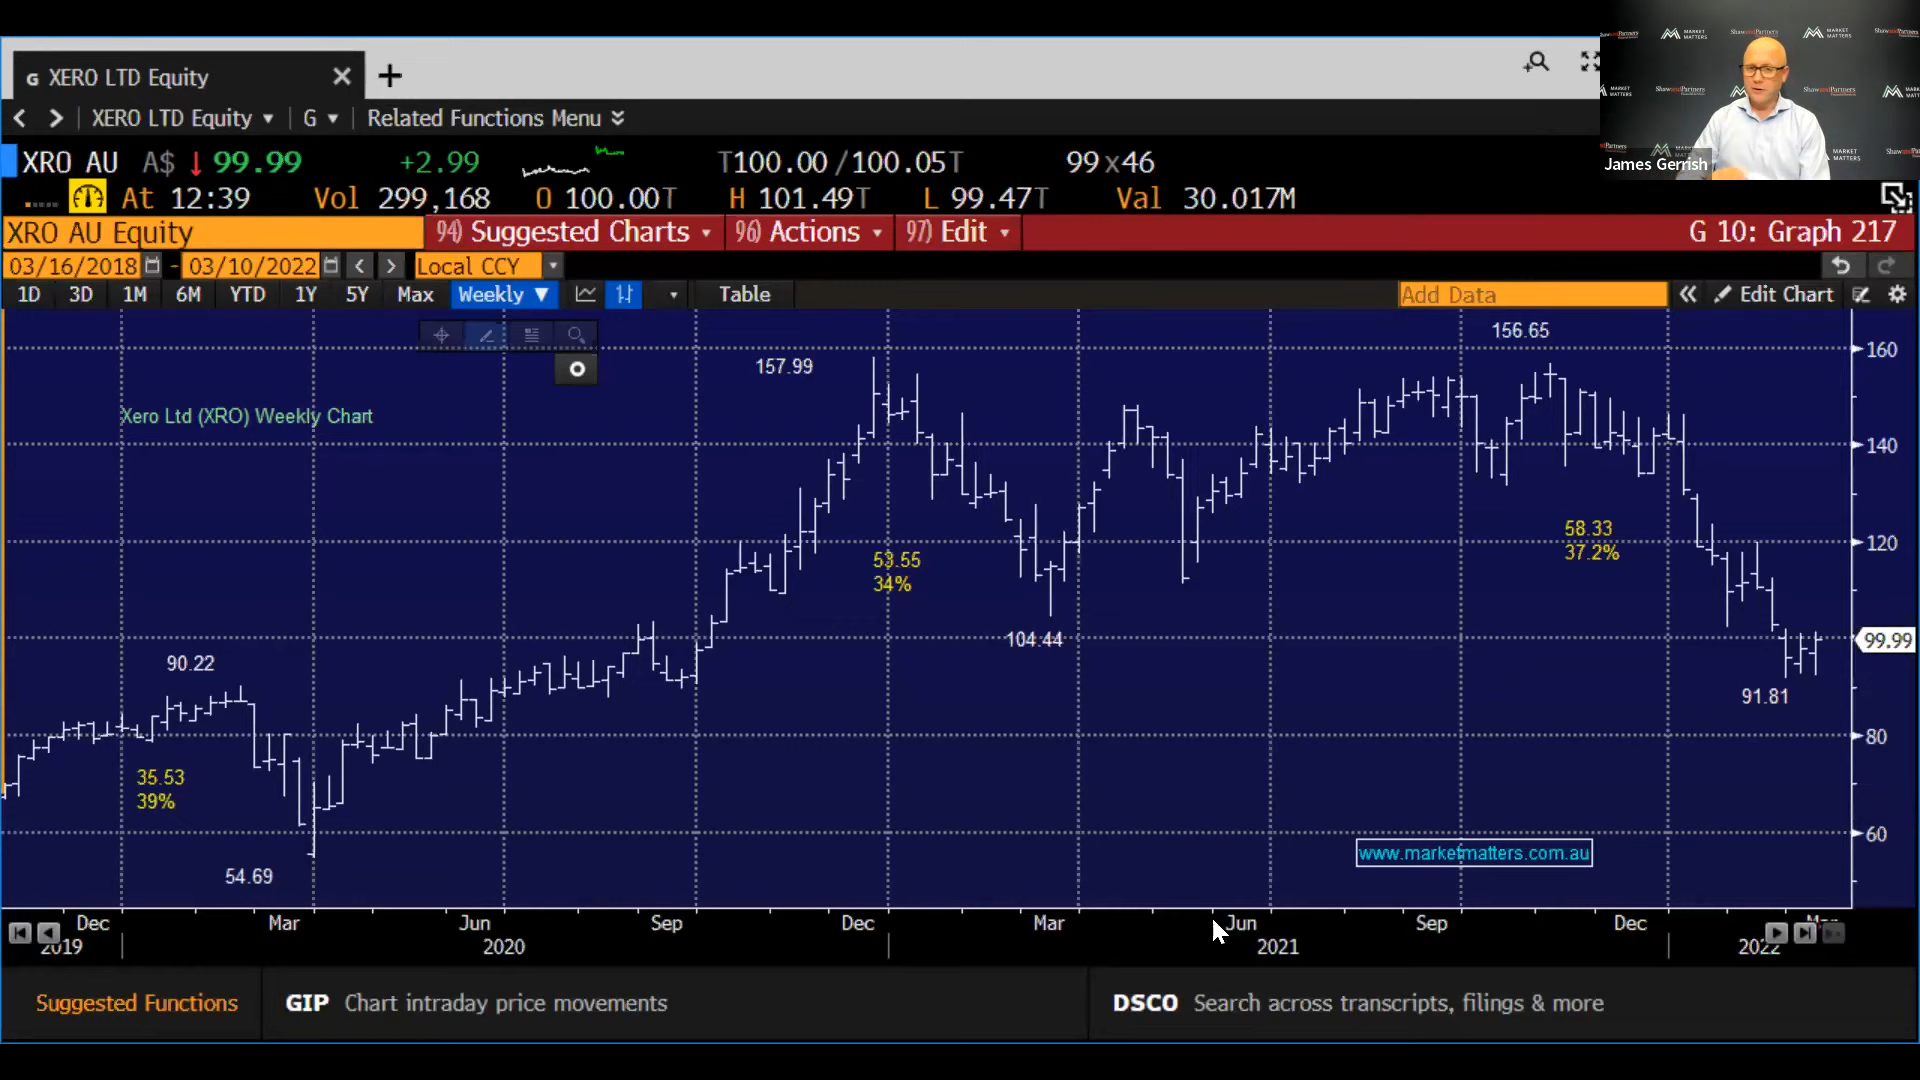 G XERO LTD Equity
XERO LTD Equity G Related Functions Menu
XRO AU A$ ↓ 99.99 +2.99 T100.00 /100.05T 99x46
At 12:39 Vol 299,168 O 100.00T H 101.49T L 99.47T Val 30.017M
XRO AU Equity 94) Suggested Charts 96) Actions 97) Edit G 10: Graph 217
03/16/2018 - 03/10/2022 Local CCY
1D 3D 1M 6M YTD 1Y 5Y Max Weekly ▼ Table Add Data Edit Chart
156.65
160
157.99
Xero Ltd (XRO) Weekly Chart
140
58.33
37.2%
120
53.55
34%
104.44
99.99
90.22
91.81
80
35.53
39%
60
www.marketmatters.com.au
54.69
Dec Mar Jun Sep Dec Mar Jun Sep Dec Mar
2019 2020 2021 2022
Suggested Functions GIP Chart intraday price movements DSCO Search across transcripts, filings & more
James Gerrish
MARKET MATTERS
ShawandPartners